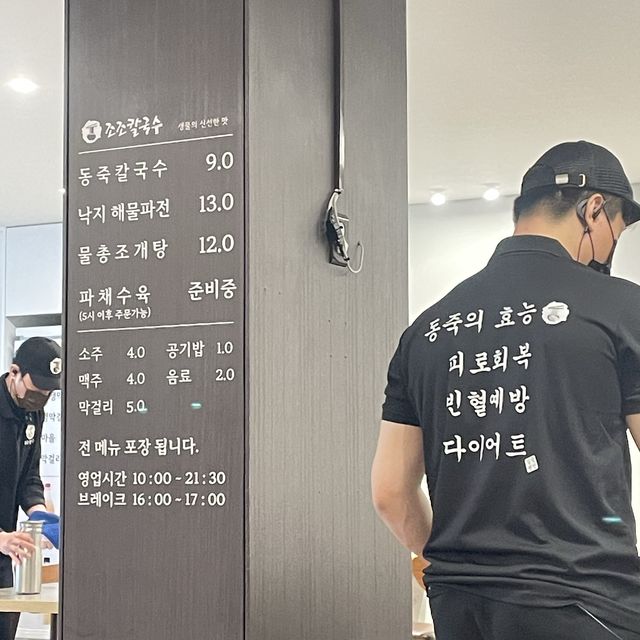 조조칼국수 생물의 신선한 맛
동죽칼국수 9.0
낙지해물파전 13.0
물총조개탕 12.0
파채수육 준비중
(5시 이후 주문가능)
소주 4.0 공기밥 1.0
맥주 4.0 음료 2.0
막걸리 5.0
전 메뉴 포장 됩니다.
영업시간 10:00~21:30
브레이크 16:00~17:00
동죽의 효능
피로회복
빈혈예방
다이어트